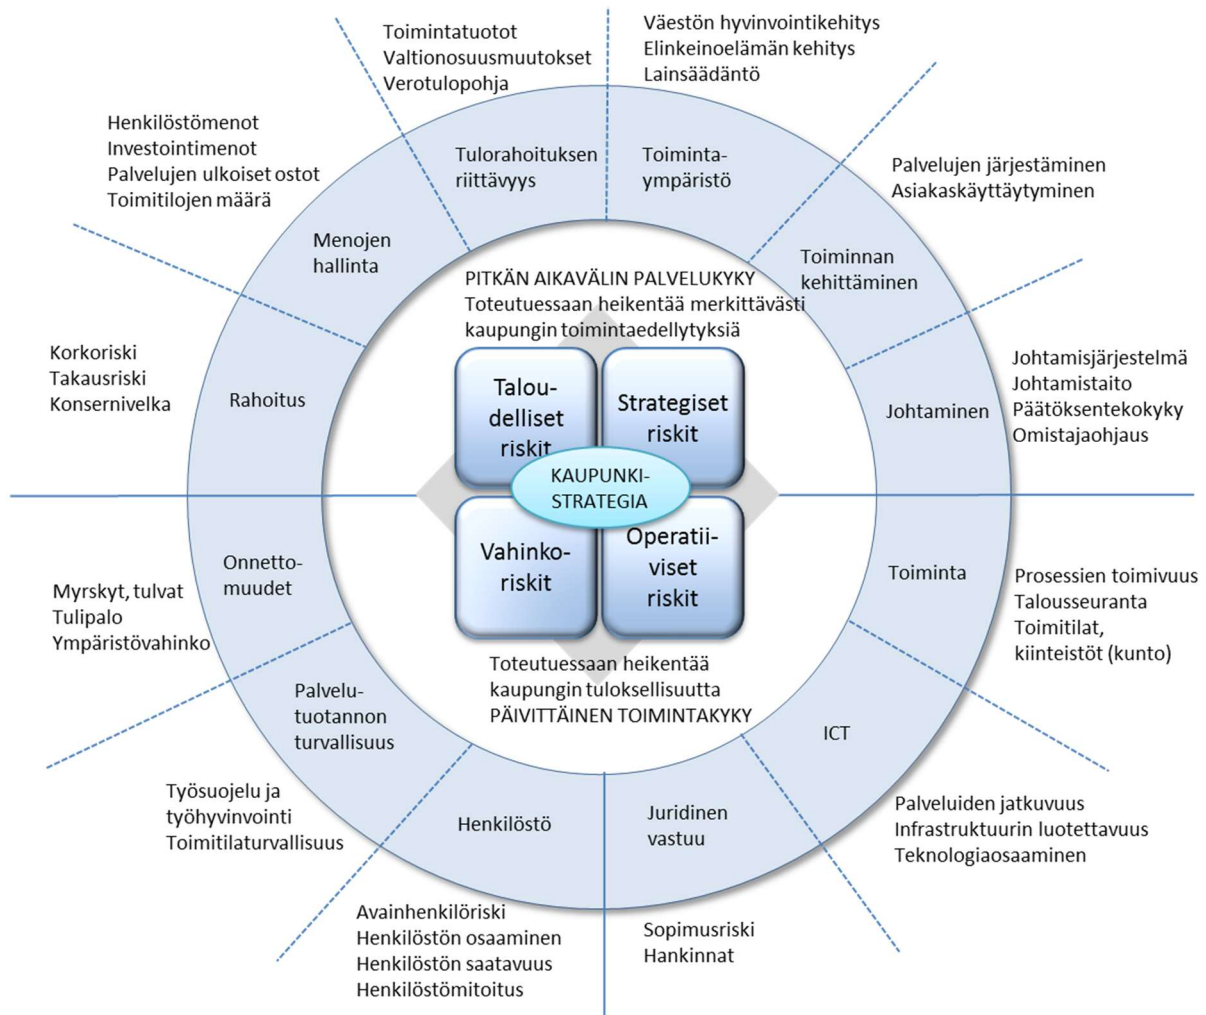 Toimintatuotot
Valtionosuusmuutokset
Verotulopohja
Väestön hyvinvointikehitys
Elinkeinoelämän kehitys
Lainsäädäntö
Henkilöstömenot
Investointimenot
Palvelujen ulkoiset ostot
Toimitilojen määrä
Tulorahoituksen
riittävyys
Toiminta-
ympäristö
Palvelujen järjestäminen
Asiakaskäyttäytyminen
Menojen
hallinta
Toiminnan
kehittäminen
PITKÄN AIKAVÄLIN PALVELUKYKY
Toteutuessaan heikentää merkittävästi
kaupungin toimintaedellytyksiä
Korkoriski
Takausriski
Konsernivelka
Rahoitus
Talou-
delliset
riskit
Strategiset
riskit
Johtaminen
Johtamisjärjestelmä
Johtamistaito
Päätöksentekokyky
Omistajaohjaus
KAUPUNKI-
STRATEGIA
Myrskyt, tulvat
Tulipalo
Ympäristövahinko
Onnetto-
muudet
Vahinko-
riskit
Operatii-
viset
riskit
Toiminta
Prosessien toimivuus
Talousseuranta
Toimitilat,
kiinteistöt (kunto)
Toteutuessaan heikentää
kaupungin tuloksellisuutta
PÄIVITTÄINEN TOIMINTAKYKY
Palvelu-
tuotannon
turvallisuus
ICT
Työsuojelu ja
työhyvinvointi
Toimitilaturvallisuus
Henkilöstö
Juridinen
vastuu
Palveluiden jatkuvuus
Infrastruktuurin luotettavuus
Teknologiaosaaminen
Avainhenkilöriski
Henkilöstön osaaminen
Henkilöstön saatavuus
Henkilöstömitoitus
Sopimusriski
Hankinnat